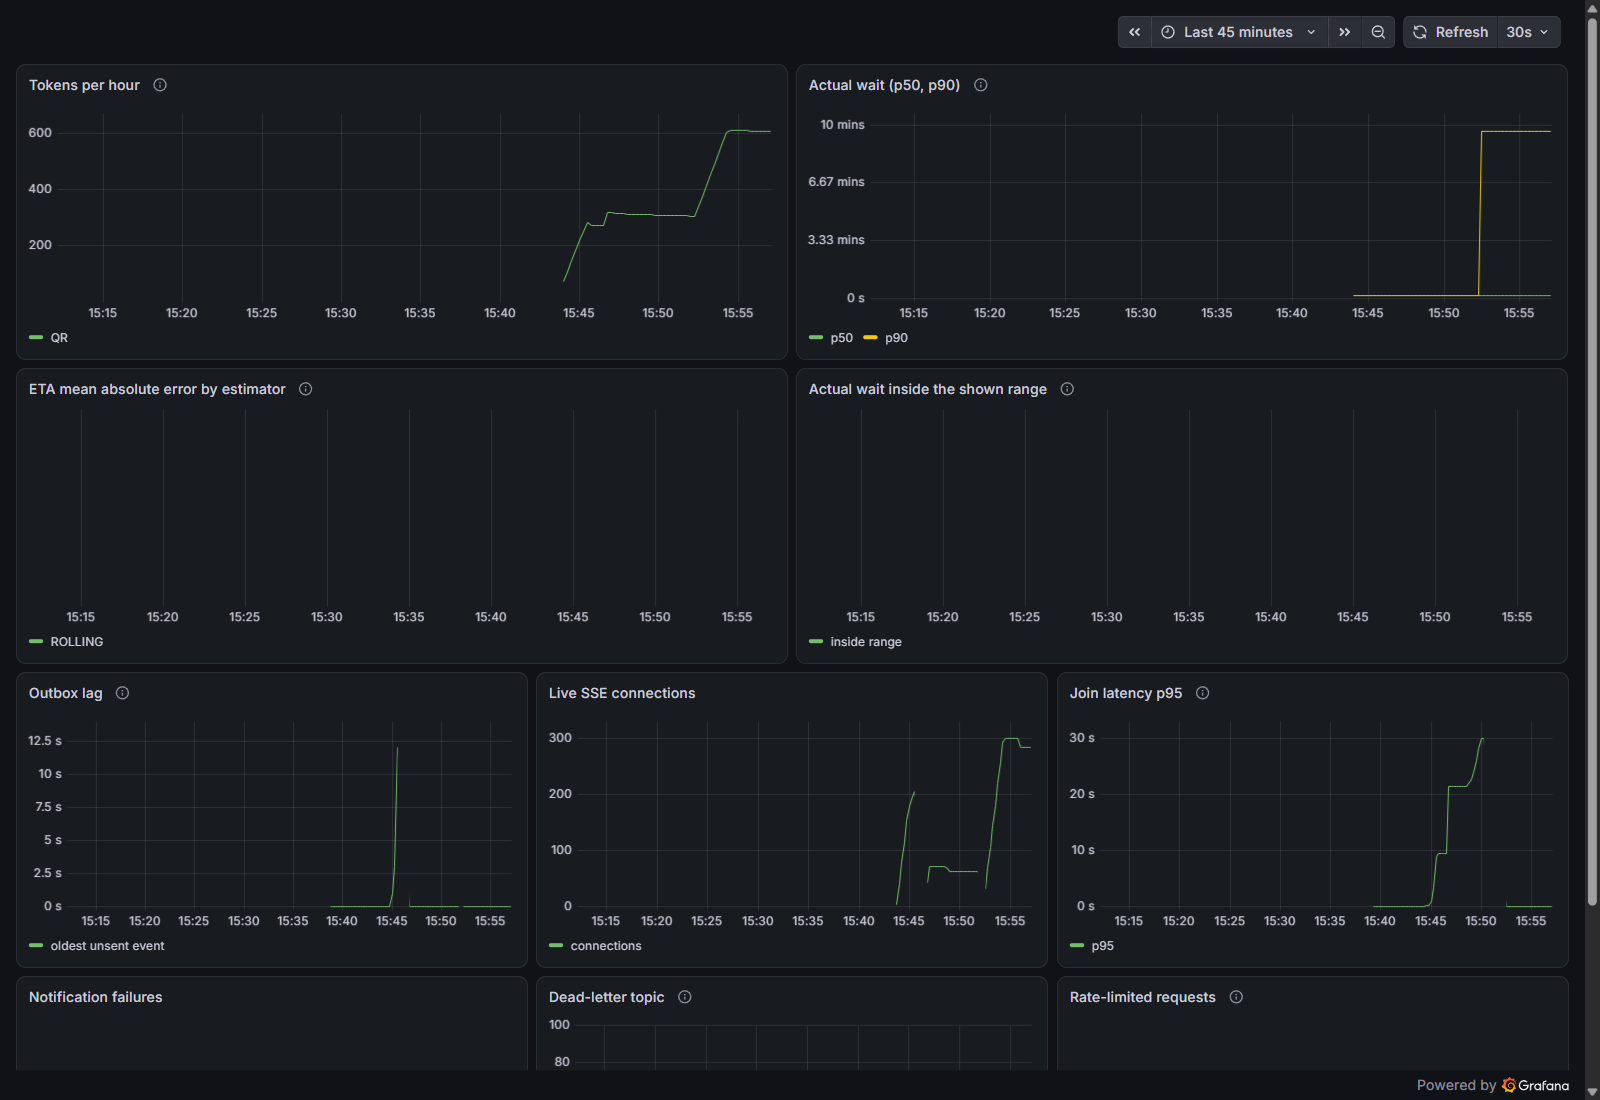 Last 45 minutes
Refresh
30s
Tokens per hour
600
400
200
15:15 15:20 15:25 15:30 15:35 15:40 15:45 15:50 15:55
QR
Actual wait (p50, p90)
10 mins
6.67 mins
3.33 mins
0 s
15:15 15:20 15:25 15:30 15:35 15:40 15:45 15:50 15:55
p50 p90
ETA mean absolute error by estimator
15:15 15:20 15:25 15:30 15:35 15:40 15:45 15:50 15:55
ROLLING
Actual wait inside the shown range
15:15 15:20 15:25 15:30 15:35 15:40 15:45 15:50 15:55
inside range
Outbox lag
12.5 s
10 s
7.5 s
5 s
2.5 s
0 s
15:15 15:20 15:25 15:30 15:35 15:40 15:45 15:50 15:55
oldest unsent event
Live SSE connections
300
200
100
0
15:15 15:20 15:25 15:30 15:35 15:40 15:45 15:50 15:55
connections
Join latency p95
30 s
20 s
10 s
0 s
15:15 15:20 15:25 15:30 15:35 15:40 15:45 15:50 15:55
p95
Notification failures
Dead-letter topic
100
80
Rate-limited requests
Powered by Grafana